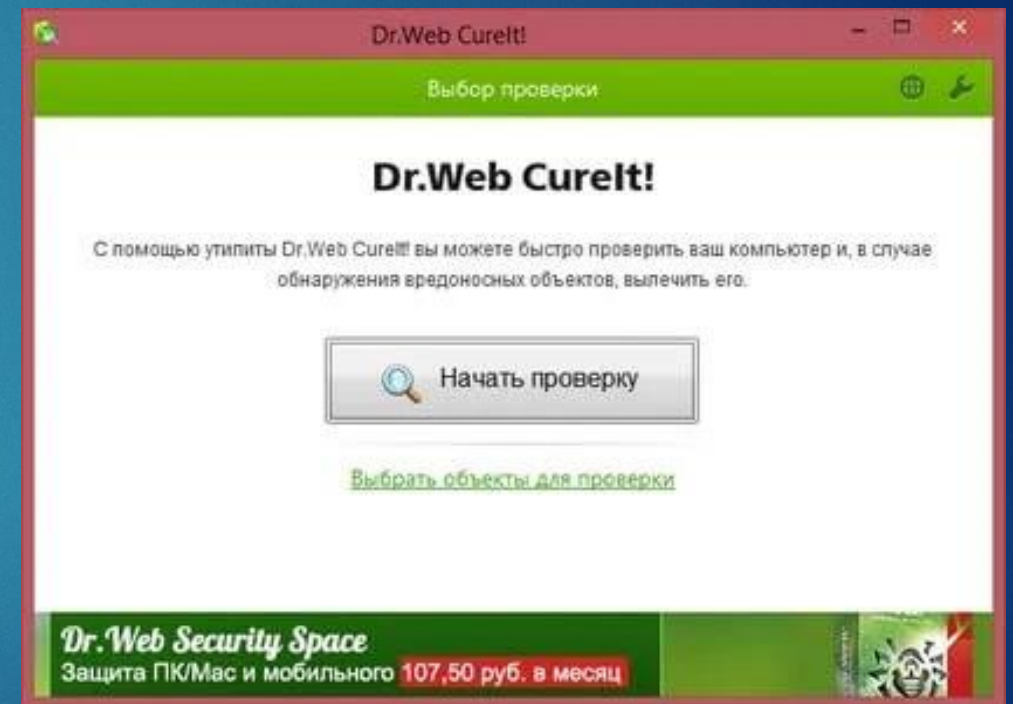 Dr.Web CureIt!
Выбор проверки
Dr.Web CureIt!
С помощью утилиты Dr.Web CureIt! вы можете быстро проверить ваш компьютер и, в случае
обнаружения вредоносных объектов, вылечить его.
Начать проверку
Выбрать объекты для проверки
Dr.Web Security Space
Защита ПК/Mac и мобильного 107,50 руб. в месяц